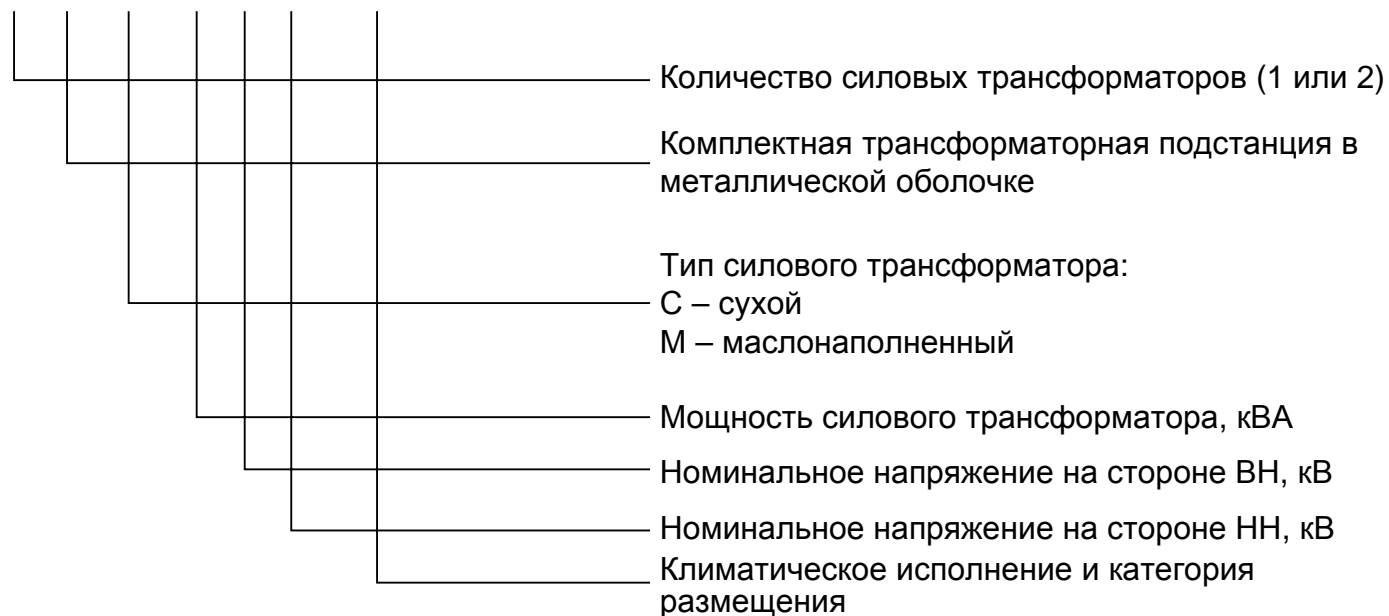 Количество силовых трансформаторов (1 или 2)
Комплектная трансформаторная подстанция в
металлической оболочке
Тип силового трансформатора:
С – сухой
М – маслонаполненный
Мощность силового трансформатора, кВА
Номинальное напряжение на стороне ВН, кВ
Номинальное напряжение на стороне НН, кВ
Климатическое исполнение и категория
размещения